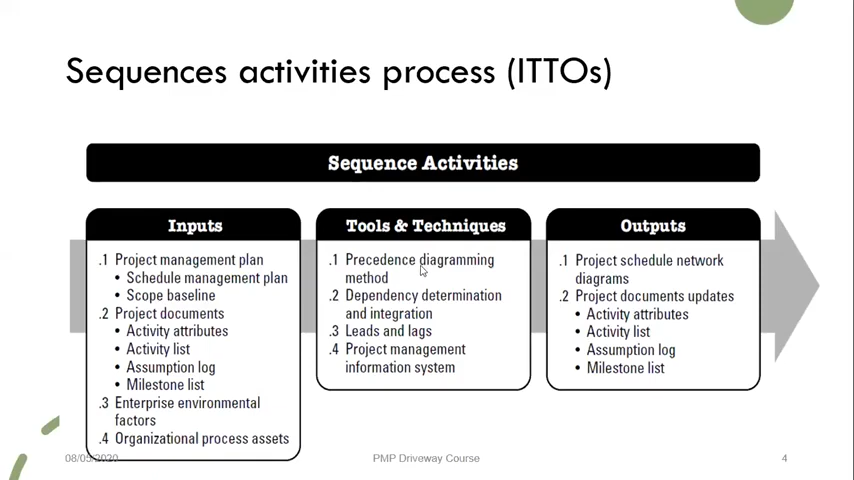 Sequences activities process (ITTOs)
Sequence Activities
Inputs
.1 Project management plan
• Schedule management plan
• Scope baseline
.2 Project documents
• Activity attributes
• Activity list
• Assumption log
• Milestone list
.3 Enterprise environmental
factors
.4 Organizational process assets
Tools & Techniques
.1 Precedence diagramming
method
.2 Dependency determination
and integration
.3 Leads and lags
.4 Project management
information system
Outputs
.1 Project schedule network
diagrams
.2 Project documents updates
• Activity attributes
• Activity list
• Assumption log
• Milestone list
08/05/2020
PMP Driveway Course
4